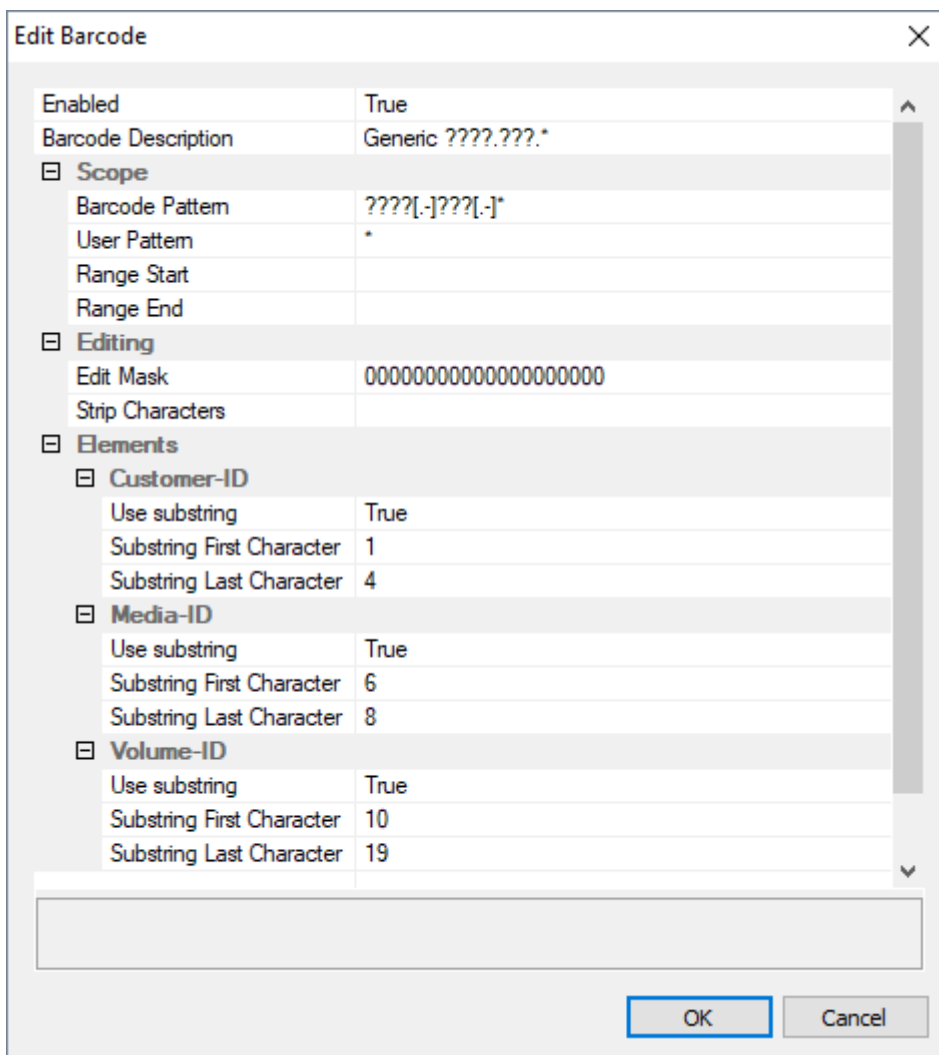 Edit Barcode
Enabled True
Barcode Description Generic ????.???.*
Scope
Barcode Pattern ????[.-]???[.-]*
User Pattern *
Range Start
Range End
Editing
Edit Mask 00000000000000000000
Strip Characters
Elements
Customer-ID
Use substring True
Substring First Character 1
Substring Last Character 4
Media-ID
Use substring True
Substring First Character 6
Substring Last Character 8
Volume-ID
Use substring True
Substring First Character 10
Substring Last Character 19
OK Cancel